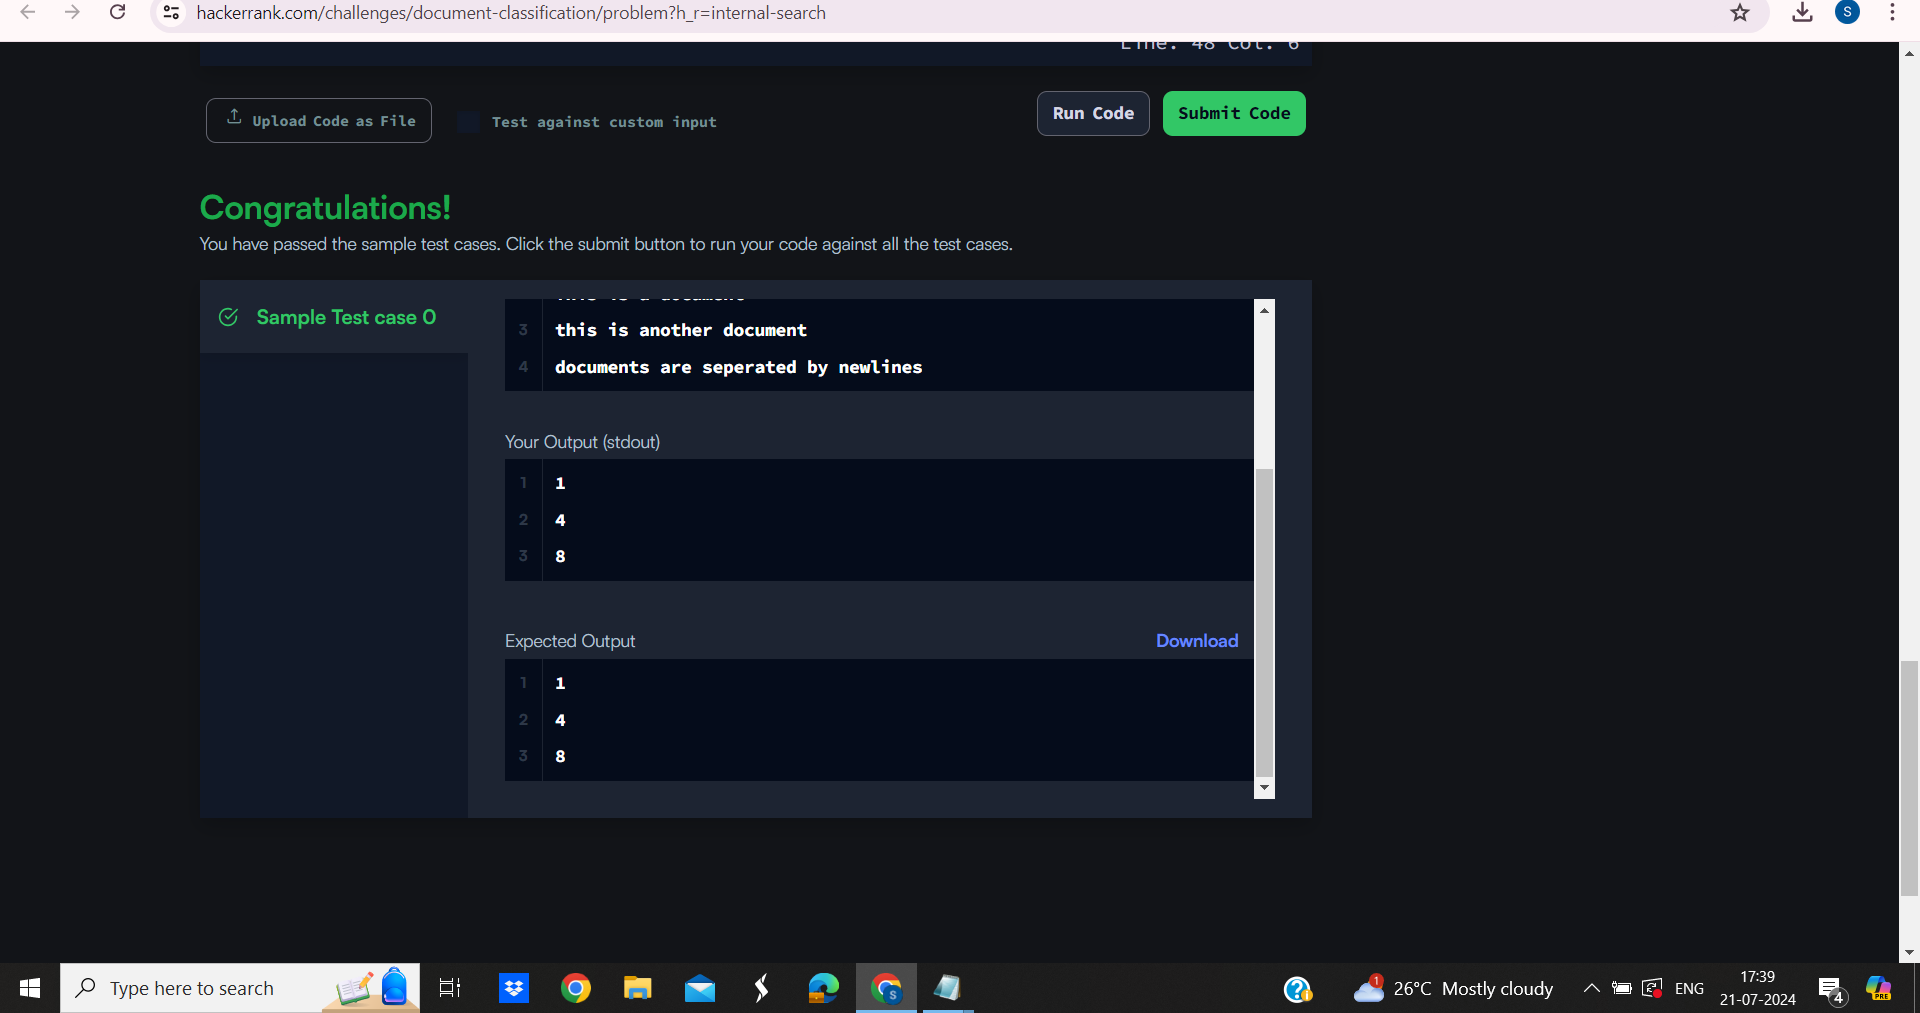 hackerrank.com/challenges/document-classification/problem?h_r=internal-search
S
Line: 48 Col: 6
Upload Code as File
Test against custom input
Run Code
Submit Code
Congratulations!
You have passed the sample test cases. Click the submit button to run your code against all the test cases.
Sample Test case 0
3 this is another document
4 documents are seperated by newlines
Your Output (stdout)
1 1
2 4
3 8
Expected Output
Download
1 1
2 4
3 8
Type here to search
S
1
26°C Mostly cloudy
ENG
17:39
21-07-2024
4
PRE